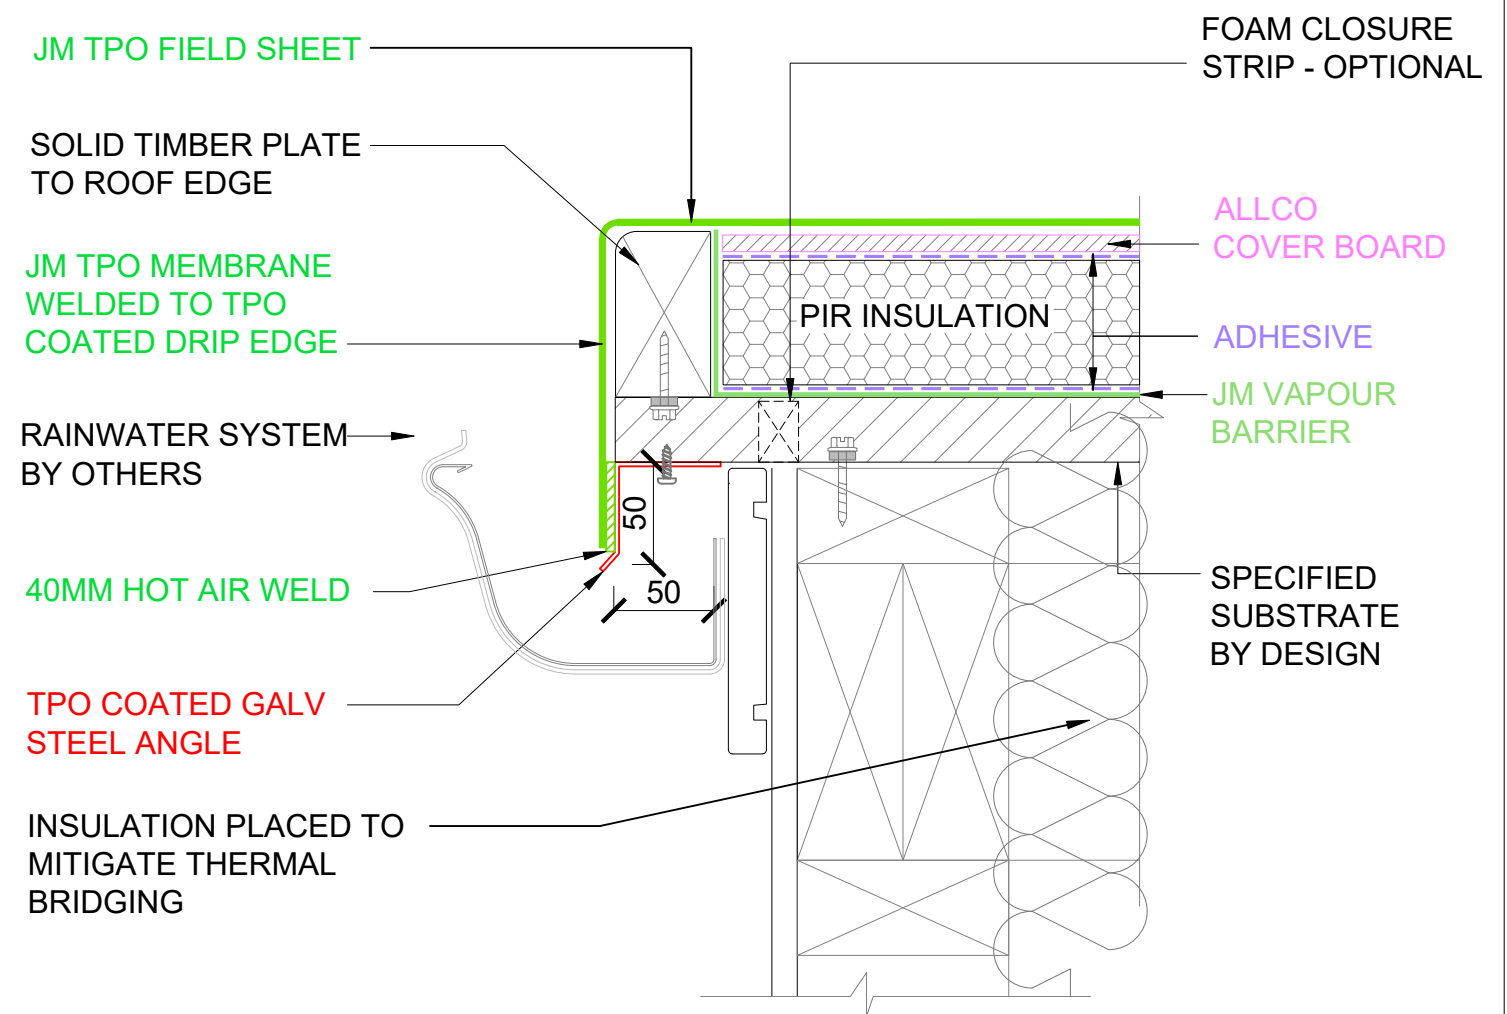 JM TPO FIELD SHEET
SOLID TIMBER PLATE
TO ROOF EDGE
JM TPO MEMBRANE
WELDED TO TPO
COATED DRIP EDGE
RAINWATER SYSTEM
BY OTHERS
40MM HOT AIR WELD
TPO COATED GALV
STEEL ANGLE
INSULATION PLACED TO
MITIGATE THERMAL
BRIDGING
PIR INSULATION
50
50
FOAM CLOSURE
STRIP - OPTIONAL
ALLCO
COVER BOARD
ADHESIVE
JM VAPOUR
BARRIER
SPECIFIED
SUBSTRATE
BY DESIGN